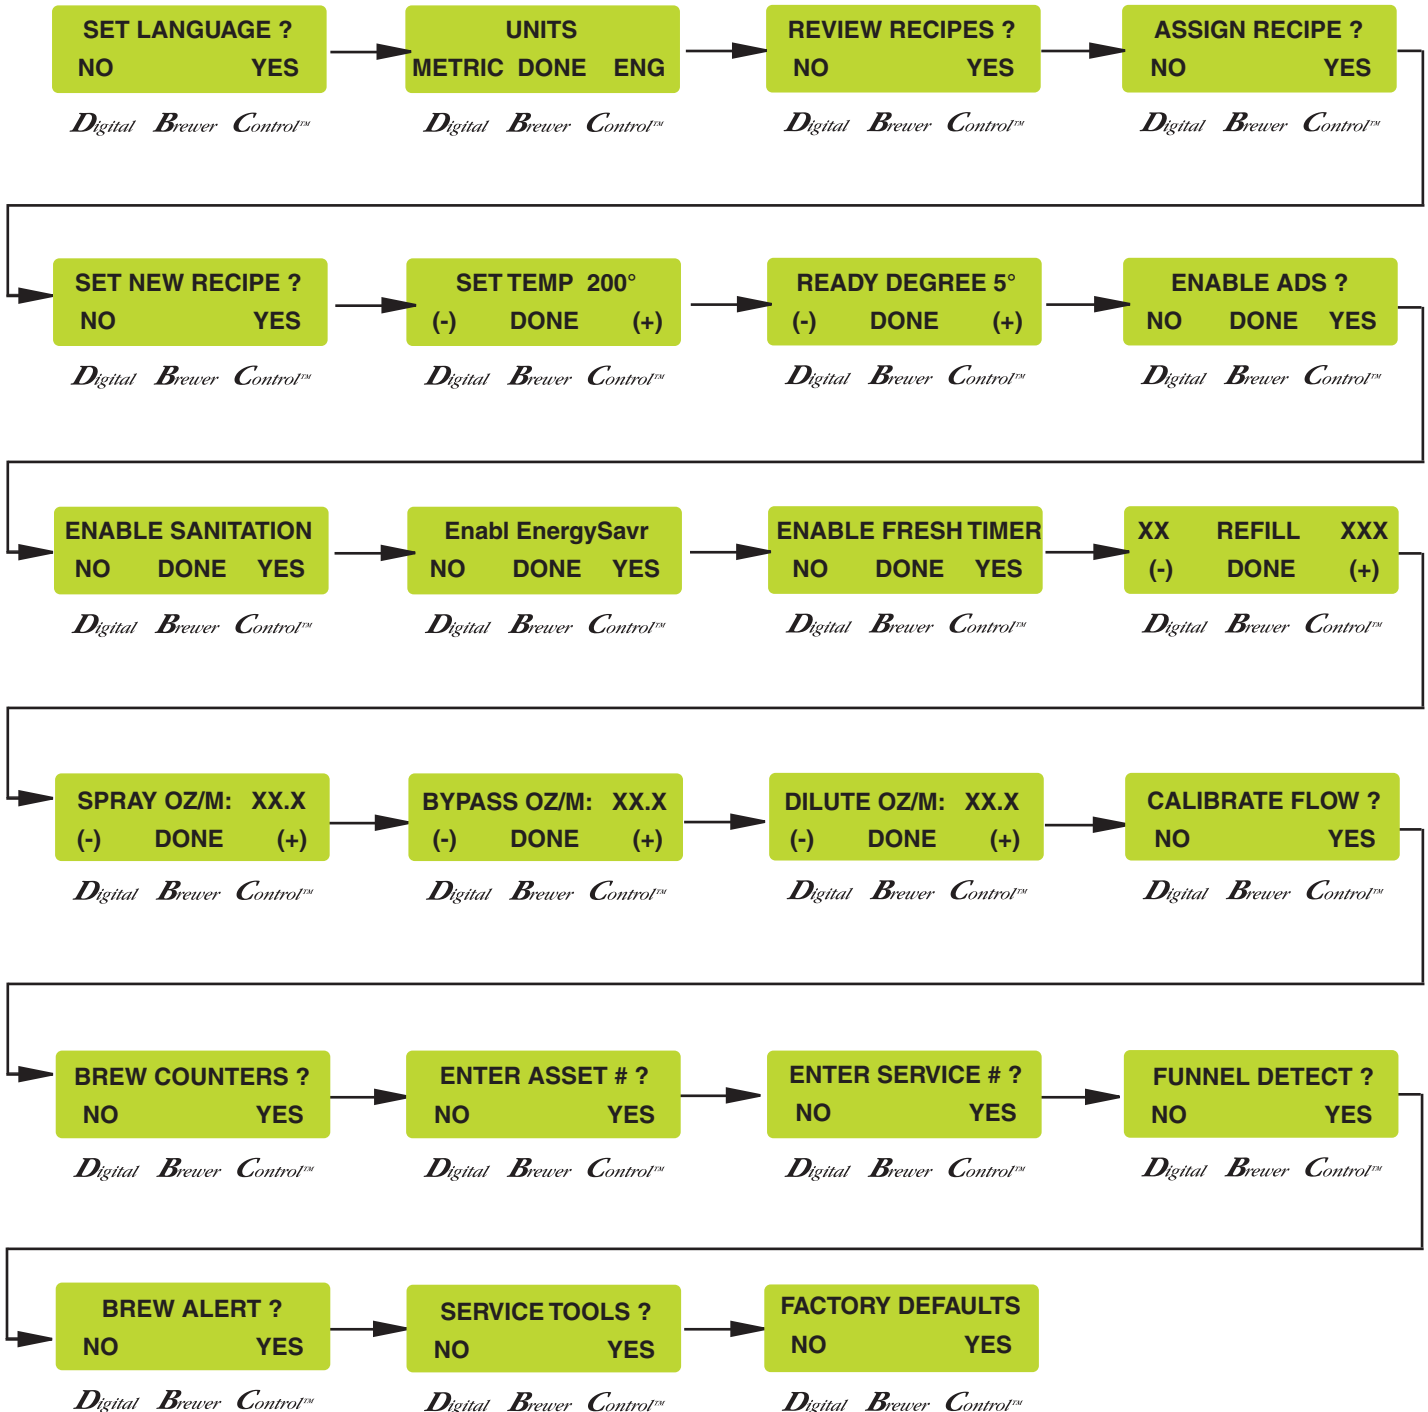 SET LANGUAGE ?
NO YES
Digital Brewer Control™
UNITS
METRIC DONE ENG
Digital Brewer Control™
REVIEW RECIPES ?
NO YES
Digital Brewer Control™
ASSIGN RECIPE ?
NO YES
Digital Brewer Control™
SET NEW RECIPE ?
NO YES
Digital Brewer Control™
SET TEMP 200°
(-) DONE (+)
Digital Brewer Control™
READY DEGREE 5°
(-) DONE (+)
Digital Brewer Control™
ENABLE ADS ?
NO DONE YES
Digital Brewer Control™
ENABLE SANITATION
NO DONE YES
Digital Brewer Control™
Enabl EnergySavr
NO DONE YES
Digital Brewer Control™
ENABLE FRESH TIMER
NO DONE YES
Digital Brewer Control™
XX REFILL XXX
(-) DONE (+)
Digital Brewer Control™
SPRAY OZ/M: XX.X
(-) DONE (+)
Digital Brewer Control™
BYPASS OZ/M: XX.X
(-) DONE (+)
Digital Brewer Control™
DILUTE OZ/M: XX.X
(-) DONE (+)
Digital Brewer Control™
CALIBRATE FLOW ?
NO YES
Digital Brewer Control™
BREW COUNTERS ?
NO YES
Digital Brewer Control™
ENTER ASSET # ?
NO YES
Digital Brewer Control™
ENTER SERVICE # ?
NO YES
Digital Brewer Control™
FUNNEL DETECT ?
NO YES
Digital Brewer Control™
BREW ALERT ?
NO YES
Digital Brewer Control™
SERVICE TOOLS ?
NO YES
Digital Brewer Control™
FACTORY DEFAULTS
NO YES
Digital Brewer Control™